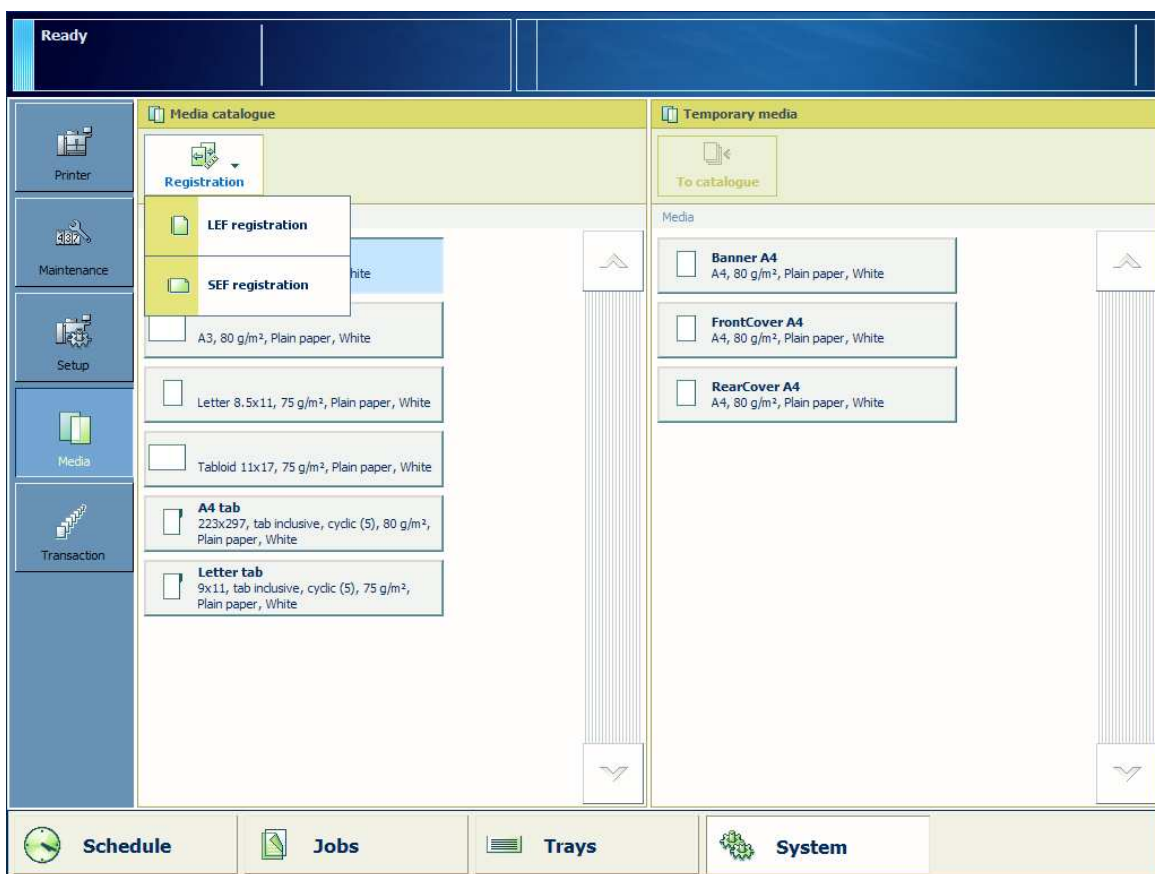 Ready
Printer
Maintenance
Setup
Media
Transaction
Media catalogue
Registration
LEF registration
SEF registration
hite
A3, 80 g/m², Plain paper, White
Letter 8.5x11, 75 g/m², Plain paper, White
Tabloid 11x17, 75 g/m², Plain paper, White
A4 tab
223x297, tab inclusive, cyclic (5), 80 g/m²,
Plain paper, White
Letter tab
9x11, tab inclusive, cyclic (5), 75 g/m²,
Plain paper, White
Temporary media
To catalogue
Media
Banner A4
A4, 80 g/m², Plain paper, White
FrontCover A4
A4, 80 g/m², Plain paper, White
RearCover A4
A4, 80 g/m², Plain paper, White
Schedule
Jobs
Trays
System